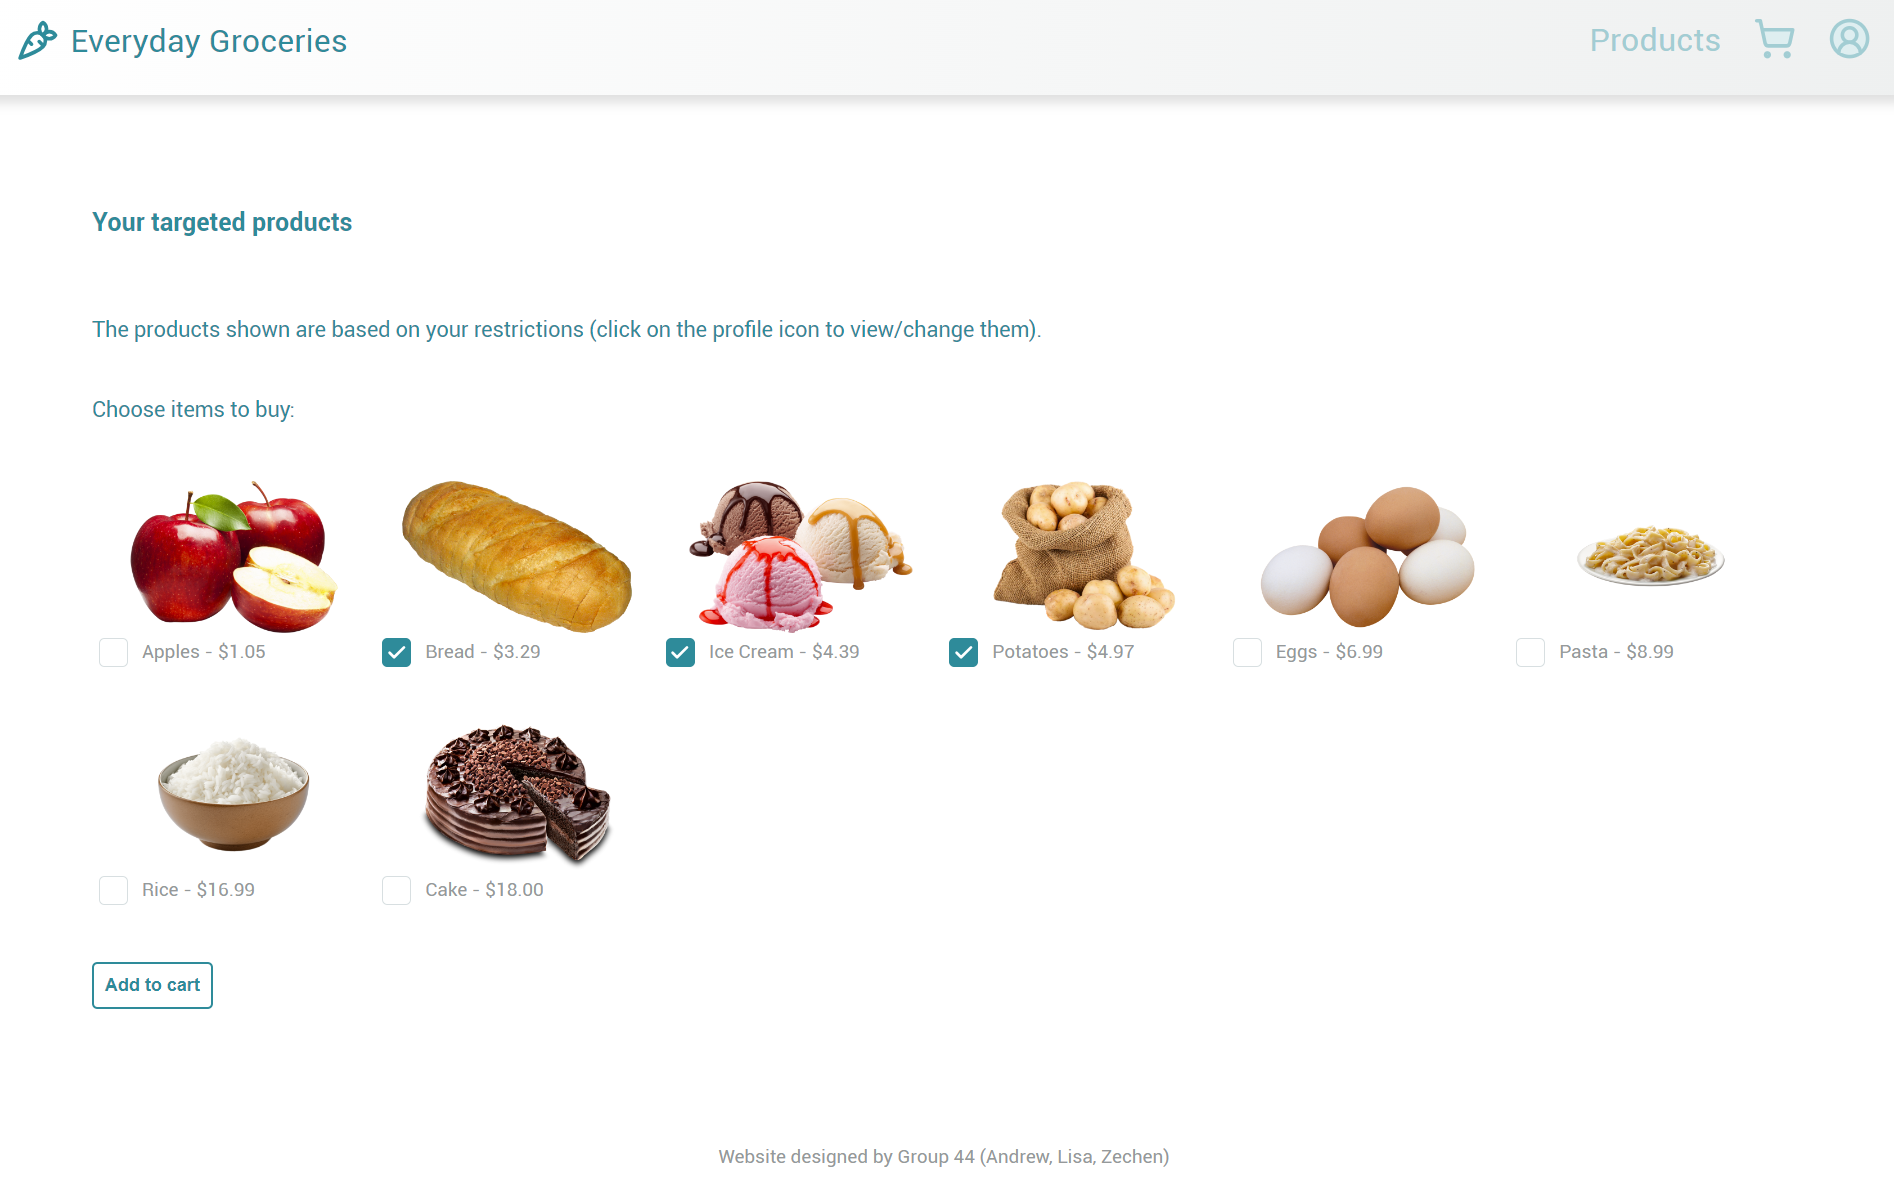 Everyday Groceries
Products
Your targeted products
The products shown are based on your restrictions (click on the profile icon to view/change them).
Choose items to buy:
Apples - $1.05
Bread - $3.29
Ice Cream - $4.39
Potatoes - $4.97
Eggs - $6.99
Pasta - $8.99
Rice - $16.99
Cake - $18.00
Add to cart
Website designed by Group 44 (Andrew, Lisa, Zechen)